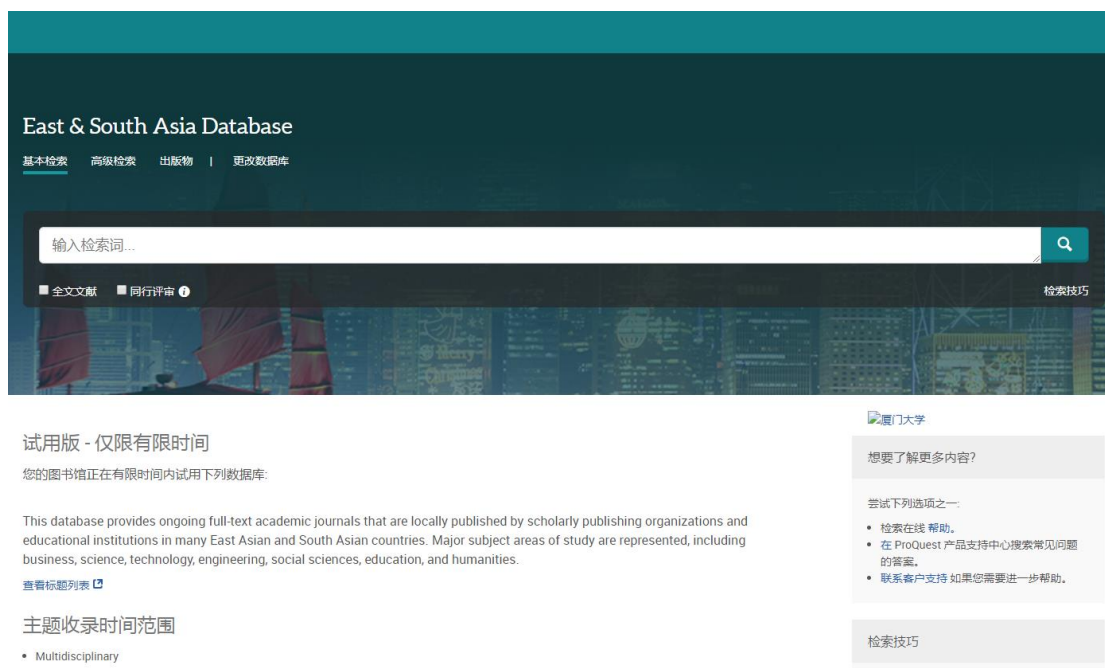 East & South Asia Database
基本检索 高级检索 出版物 | 更改数据库
输入检索词...
全文文献 同行评审
检索技巧
试用版 - 仅限有限时间
您的图书馆正在有限时间内试用下列数据库:
This database provides ongoing full-text academic journals that are locally published by scholarly publishing organizations and
educational institutions in many East Asian and South Asian countries. Major subject areas of study are represented, including
business, science, technology, engineering, social sciences, education, and humanities.
查看标题列表
主题收录时间范围
• Multidisciplinary
厦门大学
想要了解更多内容?
尝试下列选项之一:
• 检索在线 帮助。
• 在 ProQuest 产品支持中心搜索常见问题
的答案。
• 联系客户支持 如果您需要进一步帮助。
检索技巧